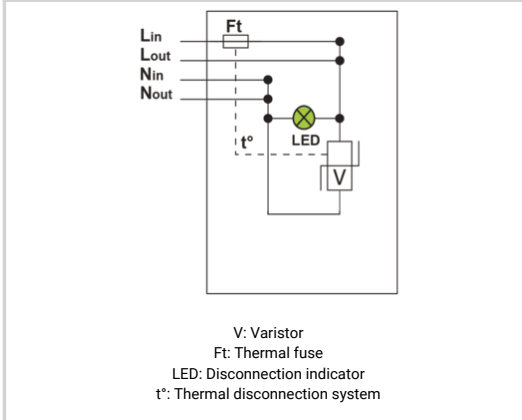 Ft
Lin
Lout
Nin
Nout
LED
t°
V
V: Varistor
Ft: Thermal fuse
LED: Disconnection indicator
t°: Thermal disconnection system